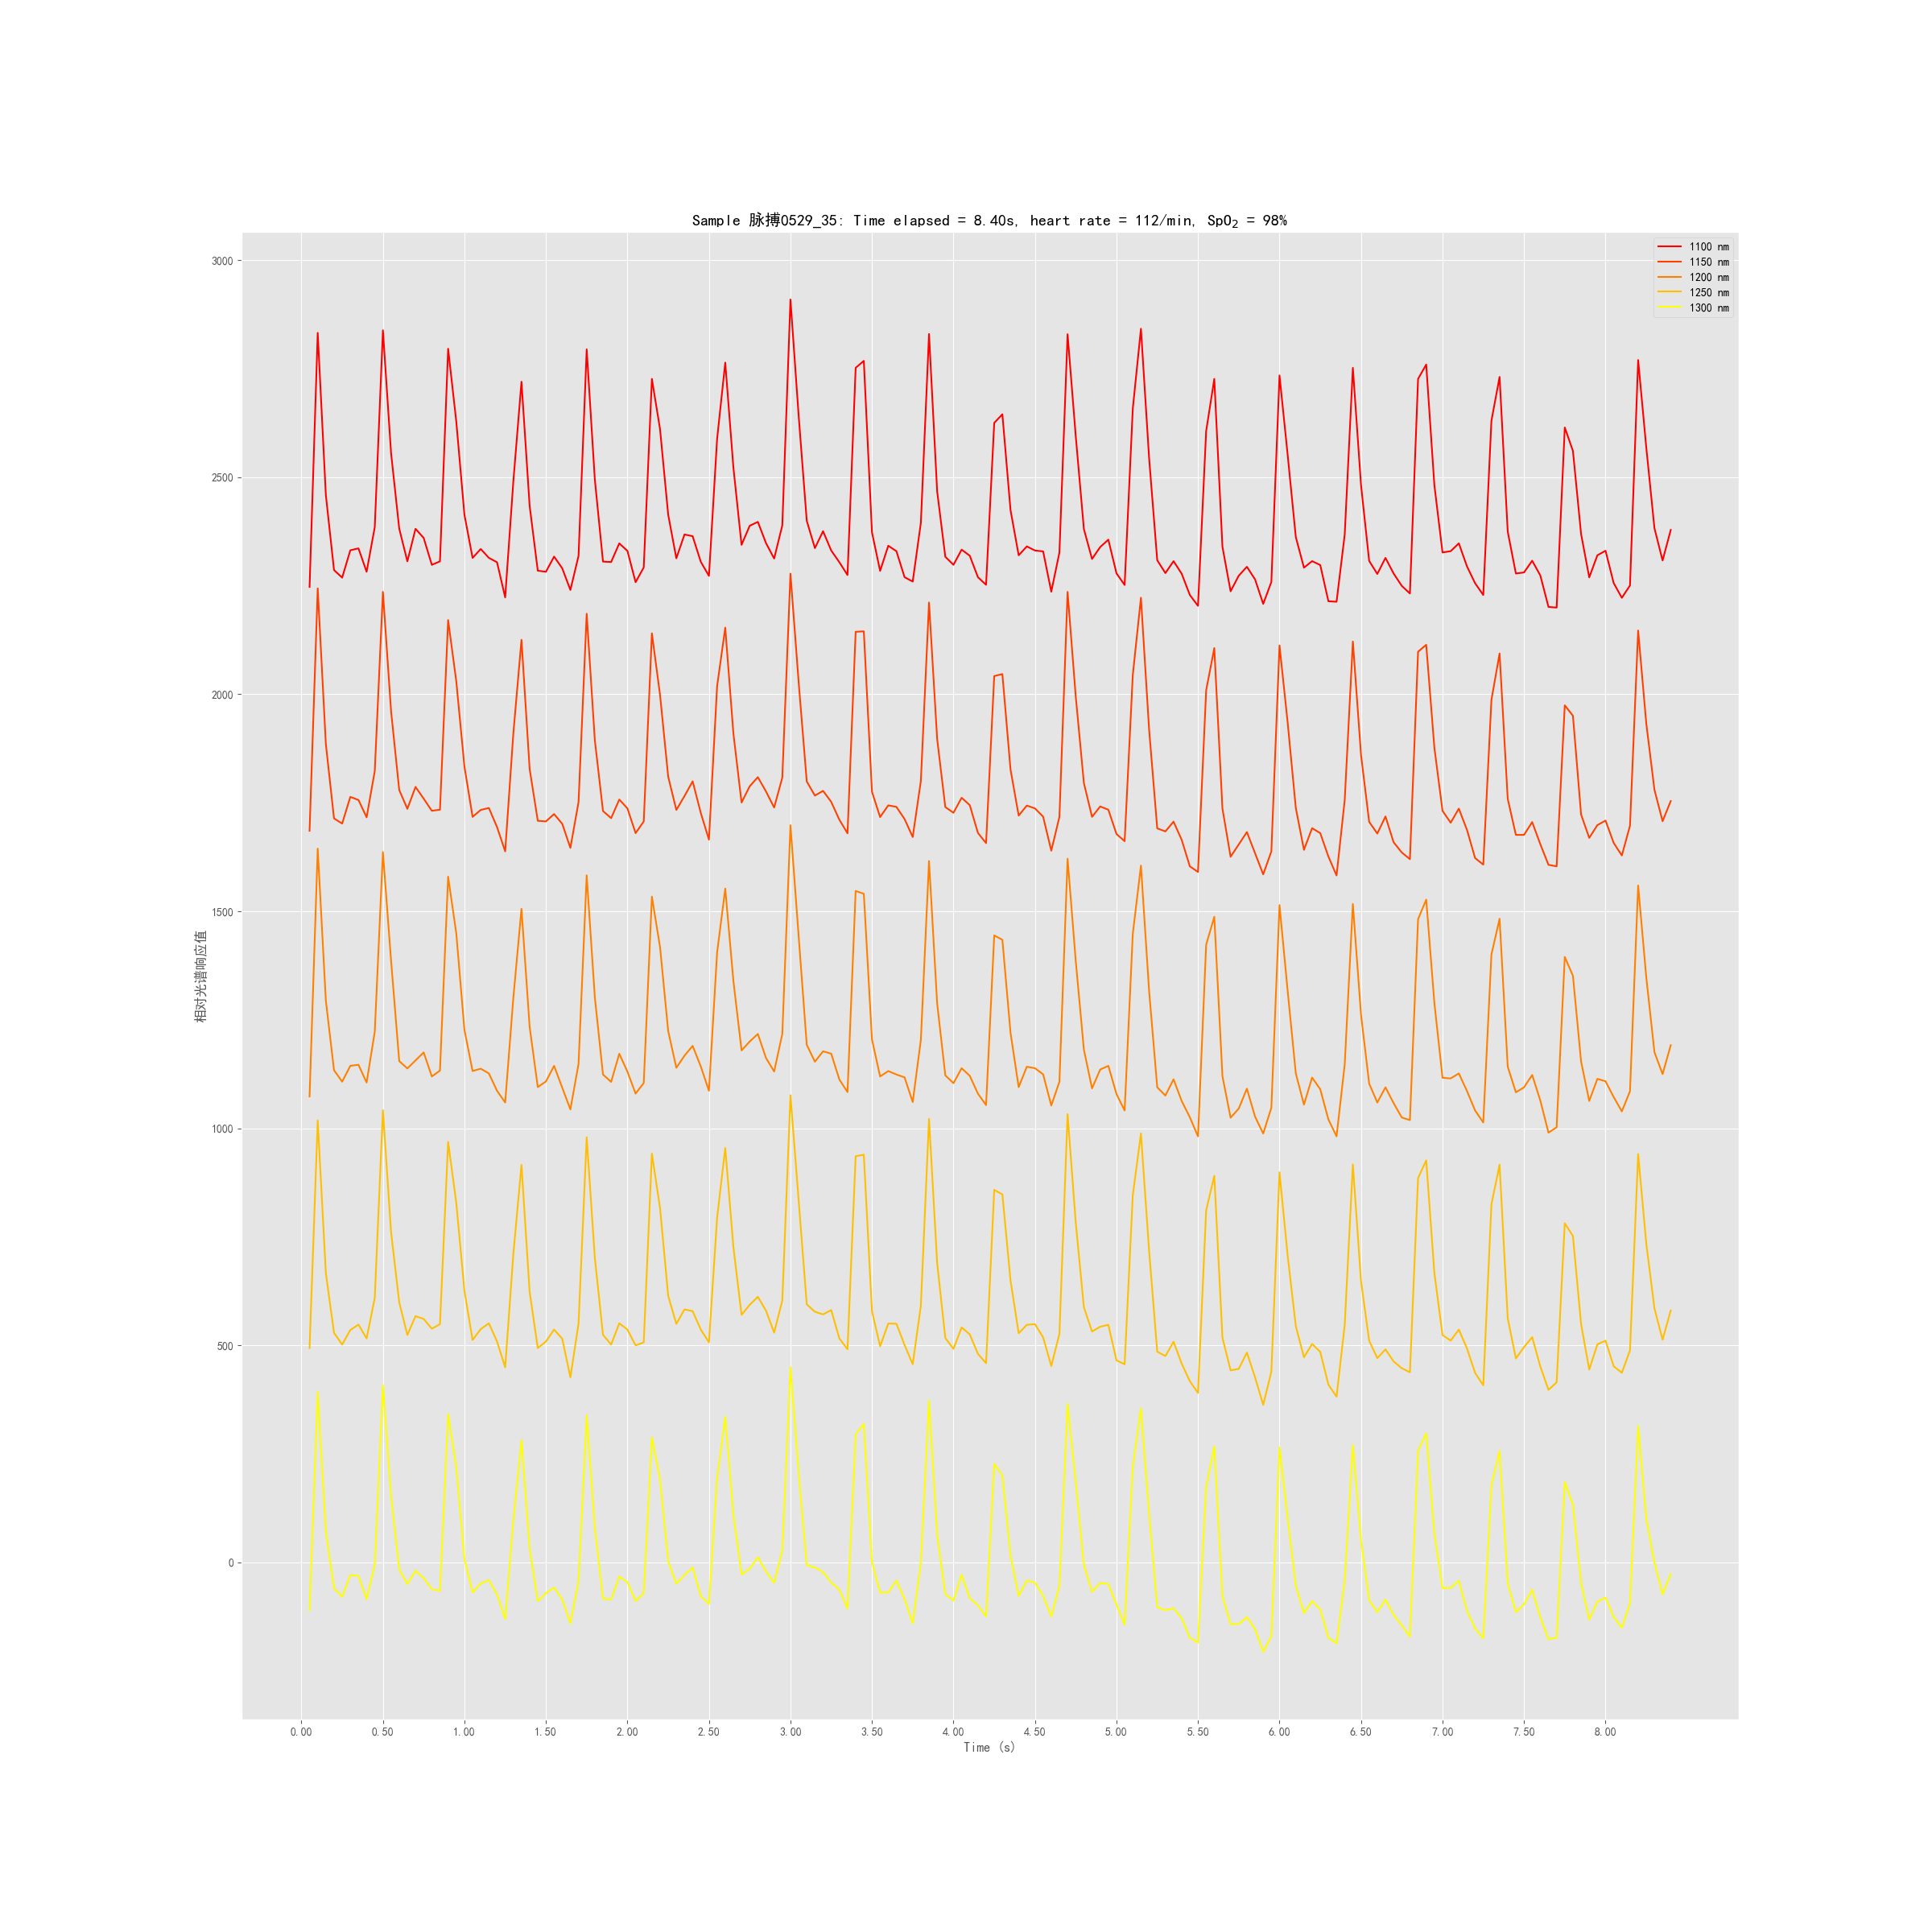 Sample 脉搏0529_35: Time elapsed = 8.40s, heart rate = 112/min, SpO₂ = 98%
1100 nm
1150 nm
1200 nm
1250 nm
1300 nm
3000
2500
2000
1500
1000
500
0
相对光谱响应值
0.00 0.50 1.00 1.50 2.00 2.50 3.00 3.50 4.00 4.50 5.00 5.50 6.00 6.50 7.00 7.50 8.00
Time (s)